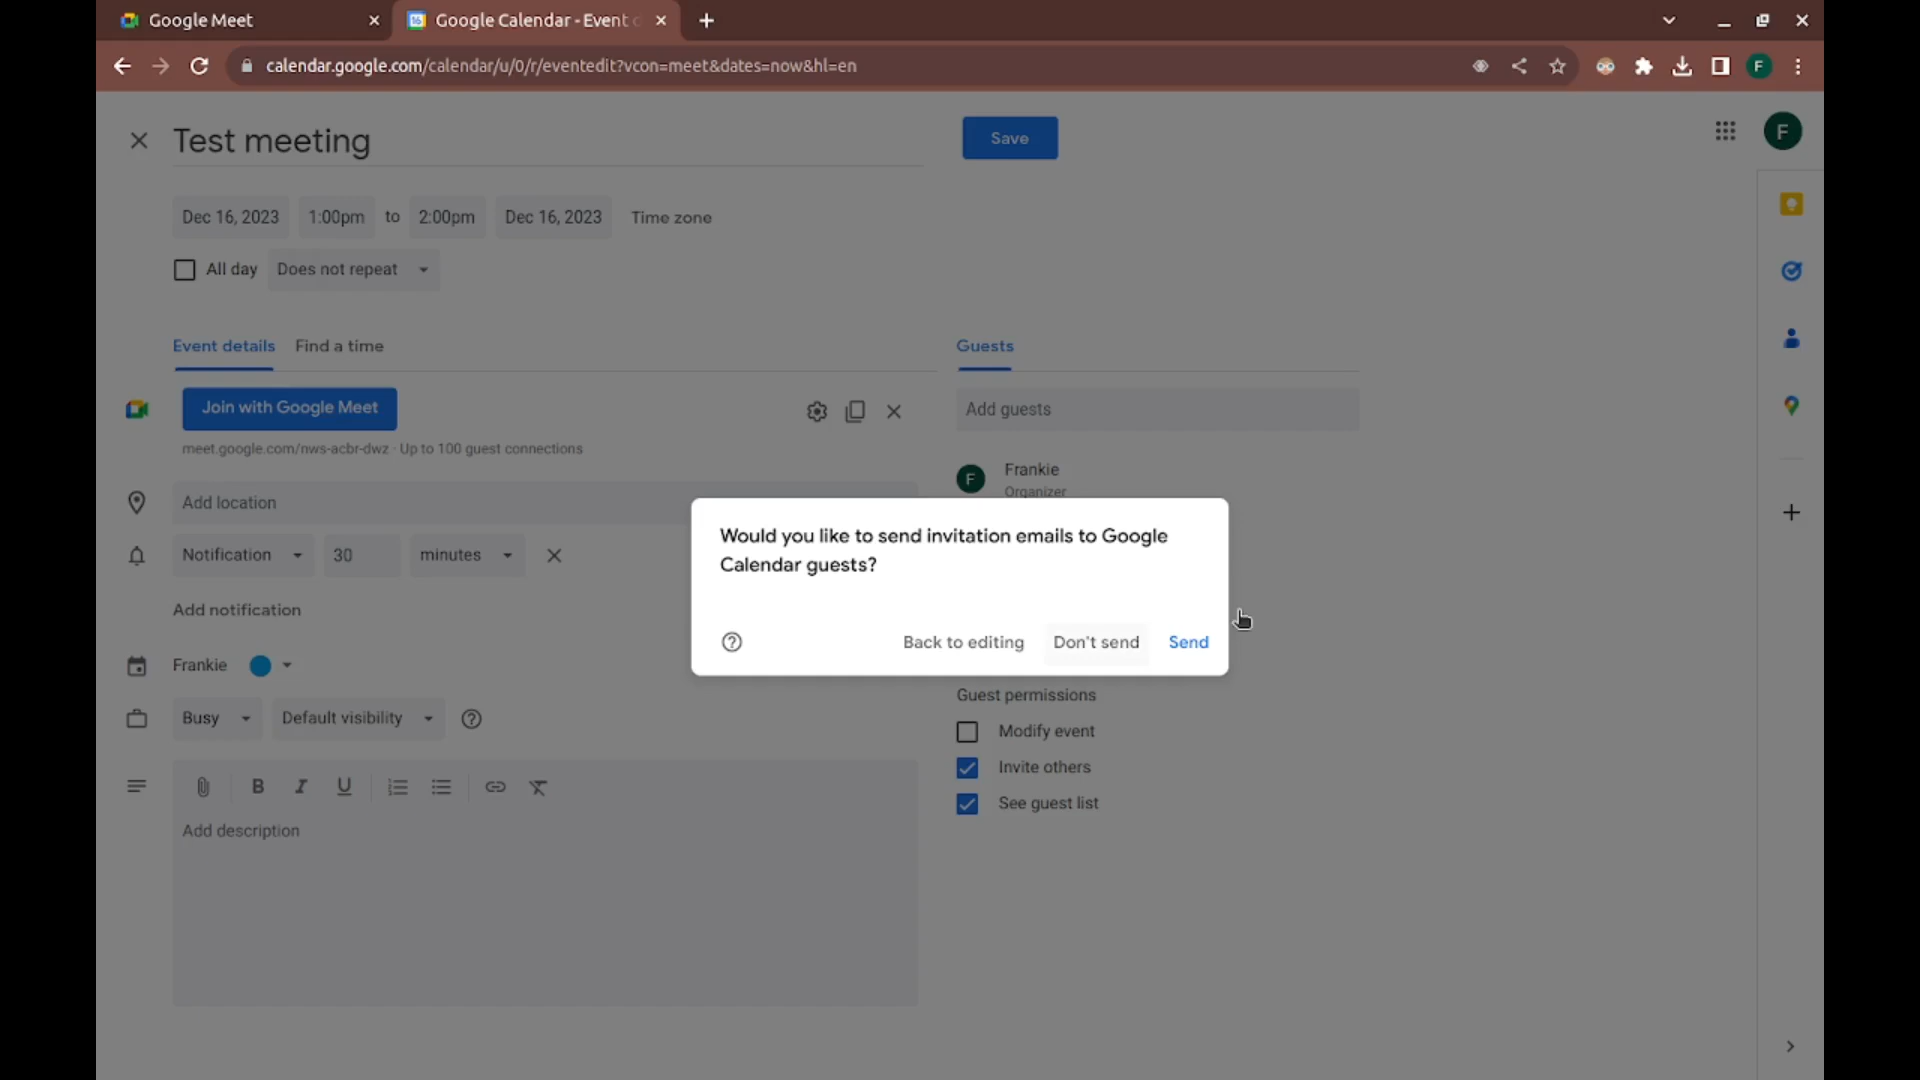 Google Meet
Google Calendar - Event
calendar.google.com/calendar/u/0/r/eventedit?vcon=meet&dates=now&hl=en
F
Test meeting
Save
F
Dec 16, 2023 1:00pm to 2:00pm Dec 16, 2023 Time zone
All day Does not repeat
Event details Find a time
Guests
Join with Google Meet
meet.google.com/nws-acbr-dwz · Up to 100 guest connections
Add guests
F Frankie
Organizer
Add location
Notification 30 minutes
Add notification
Would you like to send invitation emails to Google
Calendar guests?
Back to editing Don't send Send
Frankie
Busy Default visibility
Guest permissions
Modify event
Invite others
See guest list
B I U
Add description